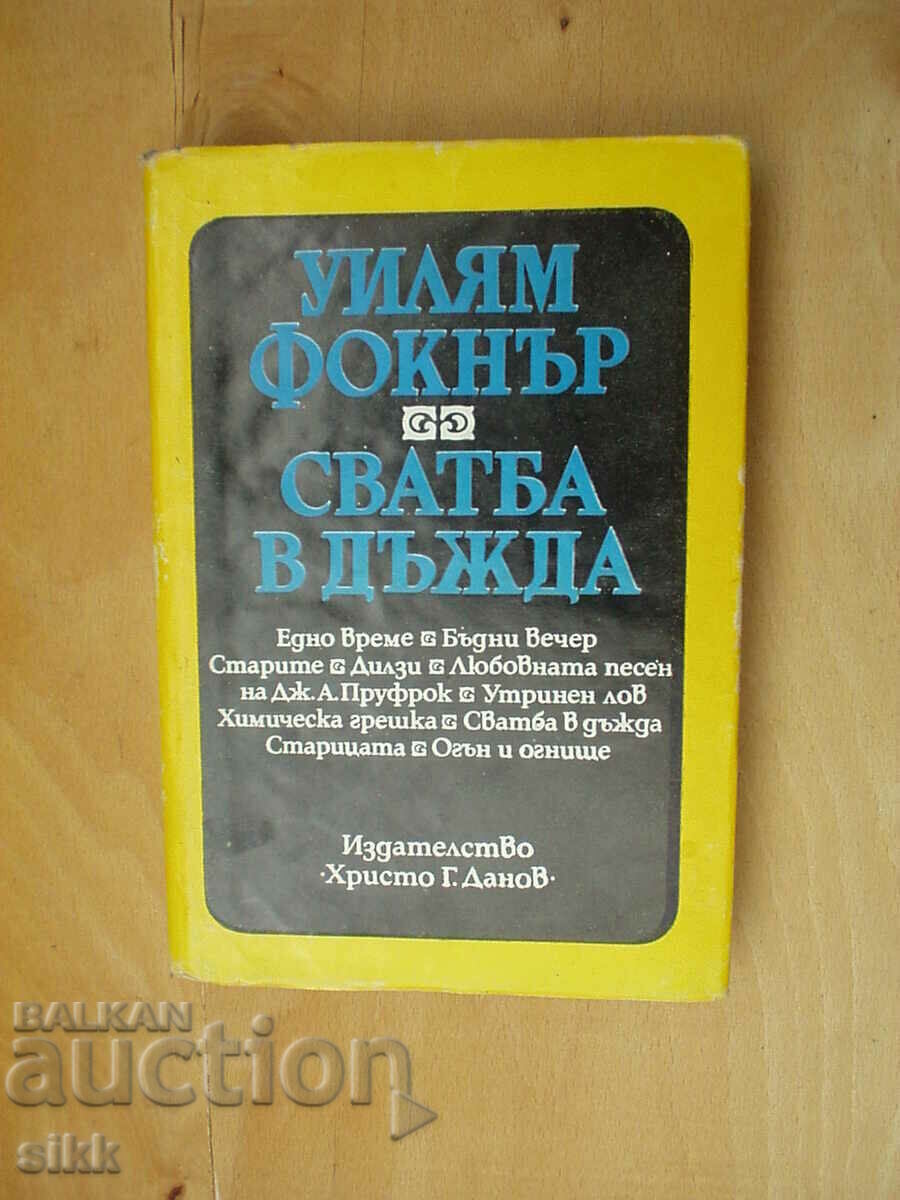 УИЛЯМ
ФОКНЪР
СВАТБА
В ДЪЖДА
Едно време Бъдни вечер
Старите Дилзи Любовната песен
на Дж. А. Пруфрок Утринен лов
Химическа грешка Сватба в дъжда
Старицата Огън и огнище
Издателство
·Христо Г. Данов·
BALKAN
auction
sikk